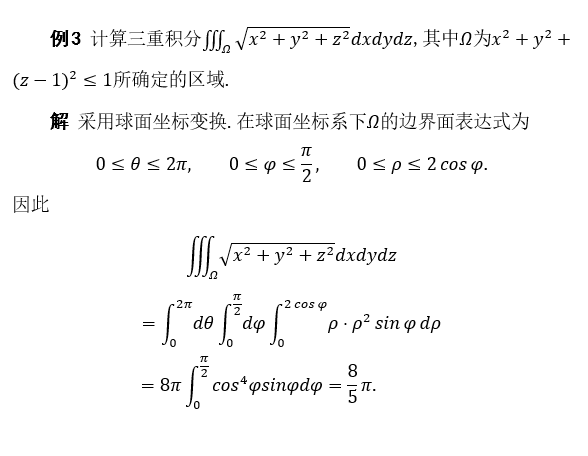 例3 计算三重积分∭_Ω √(x² + y² + z²)dxdydz, 其中Ω为x² + y² +
(z − 1)² ≤ 1所确定的区域.
解 采用球面坐标变换. 在球面坐标系下Ω的边界面表达式为
0 ≤ θ ≤ 2π, 0 ≤ φ ≤ π/2, 0 ≤ ρ ≤ 2 cos φ.
因此
∭_Ω √(x² + y² + z²)dxdydz
= ∫_0^{2π} dθ ∫_0^{π/2} dφ ∫_0^{2 cos φ} ρ · ρ² sin φ dρ
= 8π ∫_0^{π/2} cos⁴φsinφdφ = 8/5 π.